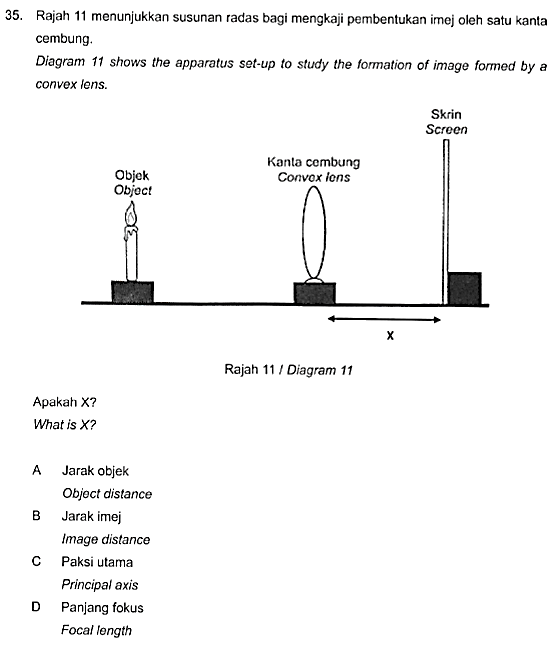 35. Rajah 11 menunjukkan susunan radas bagi mengkaji pembentukan imej oleh satu kanta
cembung.
Diagram 11 shows the apparatus set-up to study the formation of image formed by a
convex lens.
Skrin
Screen
Kanta cembung
Convex lens
Objek
Object
X
Rajah 11 / Diagram 11
Apakah X?
What is X?
A Jarak objek
Object distance
B Jarak imej
Image distance
C Paksi utama
Principal axis
D Panjang fokus
Focal length